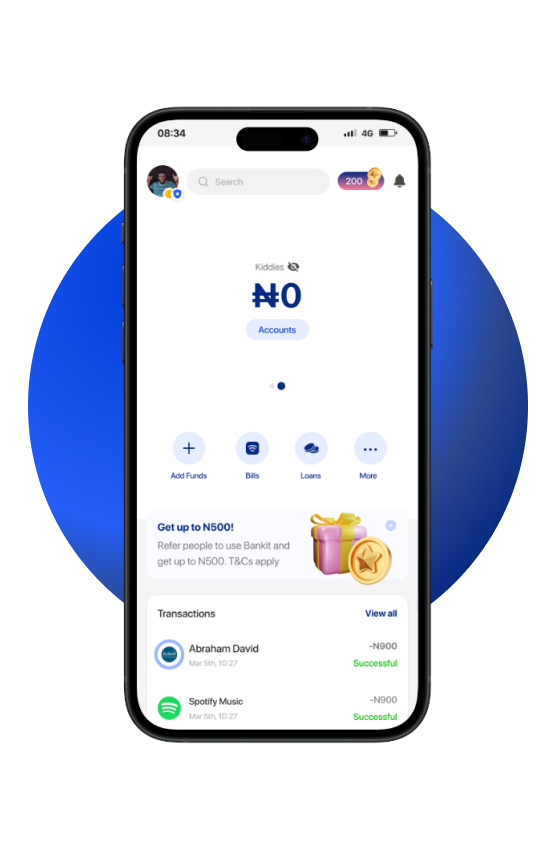 08:34
4G
Search
200
Kiddies
₦0
Accounts
Add Funds
Bills
Loans
More
Get up to N500!
Refer people to use Bankit and
get up to N500. T&Cs apply
Transactions
View all
Abraham David
-N900
Mar 5th, 10:27
Successful
Spotify Music
-N900
Mar 5th, 10:27
Successful